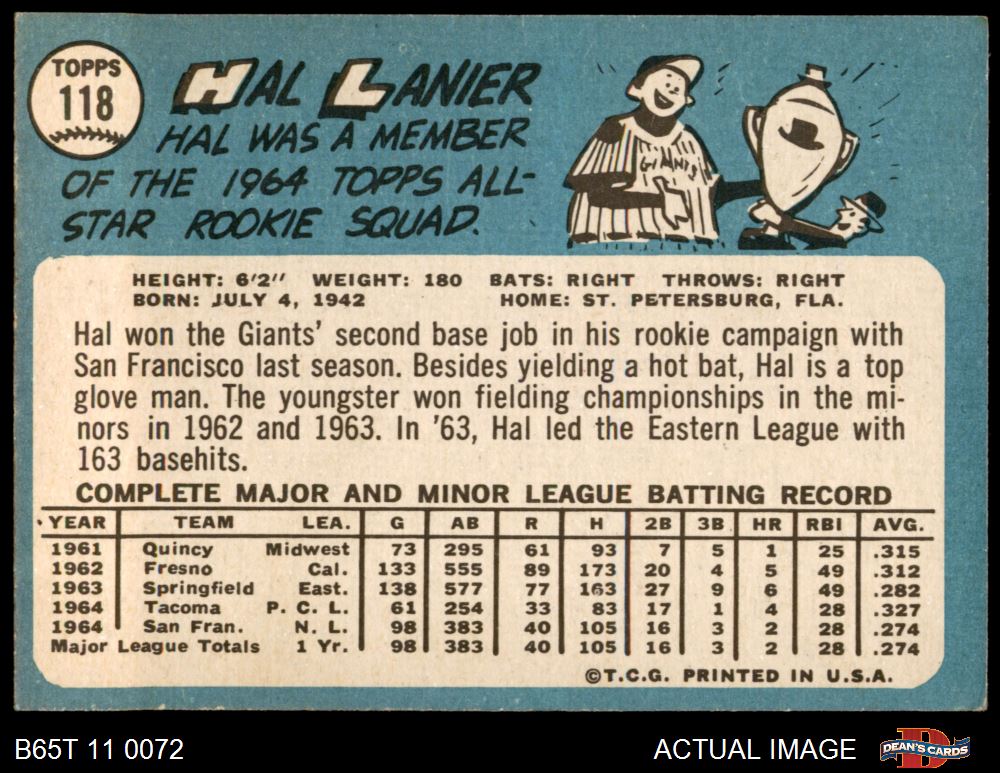 TOPPS
118
HAL LANIER
HAL WAS A MEMBER
OF THE 1964 TOPPS ALL-
STAR ROOKIE SQUAD.
GIANTS
HEIGHT: 6'2" WEIGHT: 180 BATS: RIGHT THROWS: RIGHT
BORN: JULY 4, 1942 HOME: ST. PETERSBURG, FLA.
Hal won the Giants' second base job in his rookie campaign with
San Francisco last season. Besides yielding a hot bat, Hal is a top
glove man. The youngster won fielding championships in the mi-
nors in 1962 and 1963. In '63, Hal led the Eastern League with
163 basehits.
COMPLETE MAJOR AND MINOR LEAGUE BATTING RECORD
YEAR TEAM LEA. G AB R H 2B 3B HR RBI AVG.
1961 Quincy Midwest 73 295 61 93 7 5 1 25 .315
1962 Fresno Cal. 133 555 89 173 20 4 5 49 .312
1963 Springfield East. 138 577 77 163 27 9 6 49 .282
1964 Tacoma P. C. L. 61 254 33 83 17 1 4 28 .327
1964 San Fran. N. L. 98 383 40 105 16 3 2 28 .274
Major League Totals 1 Yr. 98 383 40 105 16 3 2 28 .274
©T.C.G. PRINTED IN U.S.A.
B65T 11 0072 ACTUAL IMAGE DEAN'S CARDS